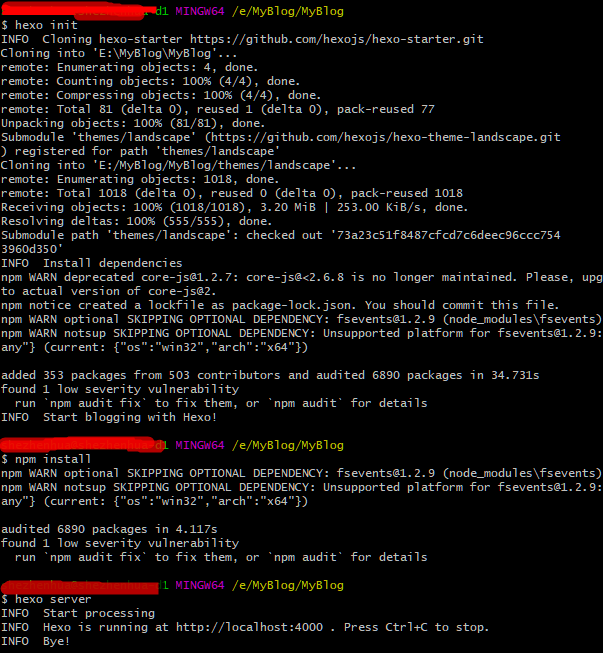 d1 MINGW64 /e/MyBlog/MyBlog
$ hexo init
INFO  Cloning hexo-starter https://github.com/hexojs/hexo-starter.git
Cloning into 'E:\MyBlog\MyBlog'...
remote: Enumerating objects: 4, done.
remote: Counting objects: 100% (4/4), done.
remote: Compressing objects: 100% (4/4), done.
remote: Total 81 (delta 0), reused 1 (delta 0), pack-reused 77
Unpacking objects: 100% (81/81), done.
Submodule 'themes/landscape' (https://github.com/hexojs/hexo-theme-landscape.git
) registered for path 'themes/landscape'
Cloning into 'E:/MyBlog/MyBlog/themes/landscape'...
remote: Enumerating objects: 1018, done.
remote: Total 1018 (delta 0), reused 0 (delta 0), pack-reused 1018
Receiving objects: 100% (1018/1018), 3.20 MiB | 253.00 KiB/s, done.
Resolving deltas: 100% (555/555), done.
Submodule path 'themes/landscape': checked out '73a23c51f8487cfcd7c6deec96ccc754
3960d350'
INFO  Install dependencies
npm WARN deprecated core-js@1.2.7: core-js@<2.6.8 is no longer maintained. Please, upg
to actual version of core-js@2.
npm notice created a lockfile as package-lock.json. You should commit this file.
npm WARN optional SKIPPING OPTIONAL DEPENDENCY: fsevents@1.2.9 (node_modules\fsevents)
npm WARN notsup SKIPPING OPTIONAL DEPENDENCY: Unsupported platform for fsevents@1.2.9:
any"} (current: {"os":"win32","arch":"x64"})
added 353 packages from 503 contributors and audited 6890 packages in 34.731s
found 1 low severity vulnerability
  run `npm audit fix` to fix them, or `npm audit` for details
INFO  Start blogging with Hexo!
d1 MINGW64 /e/MyBlog/MyBlog
$ npm install
npm WARN optional SKIPPING OPTIONAL DEPENDENCY: fsevents@1.2.9 (node_modules\fsevents)
npm WARN notsup SKIPPING OPTIONAL DEPENDENCY: Unsupported platform for fsevents@1.2.9:
any"} (current: {"os":"win32","arch":"x64"})
audited 6890 packages in 4.117s
found 1 low severity vulnerability
  run `npm audit fix` to fix them, or `npm audit` for details
d1 MINGW64 /e/MyBlog/MyBlog
$ hexo server
INFO  Start processing
INFO  Hexo is running at http://localhost:4000 . Press Ctrl+C to stop.
INFO  Bye!